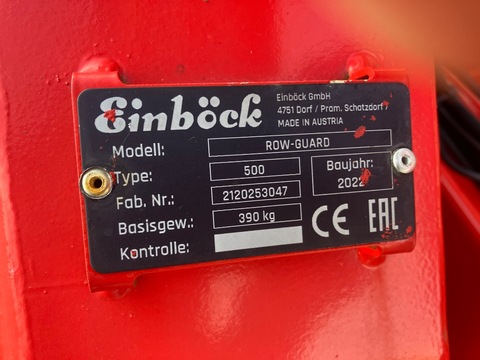 Einböck
Einböck GmbH
4751 Dorf / Pram, Schotzdorf 7
MADE IN AUSTRIA
Modell: ROW-GUARD
Type: 500
Baujahr:
2022
Fab. Nr.: 2120253047
Basisgew.: 390 kg
Kontrolle:
CE EAC